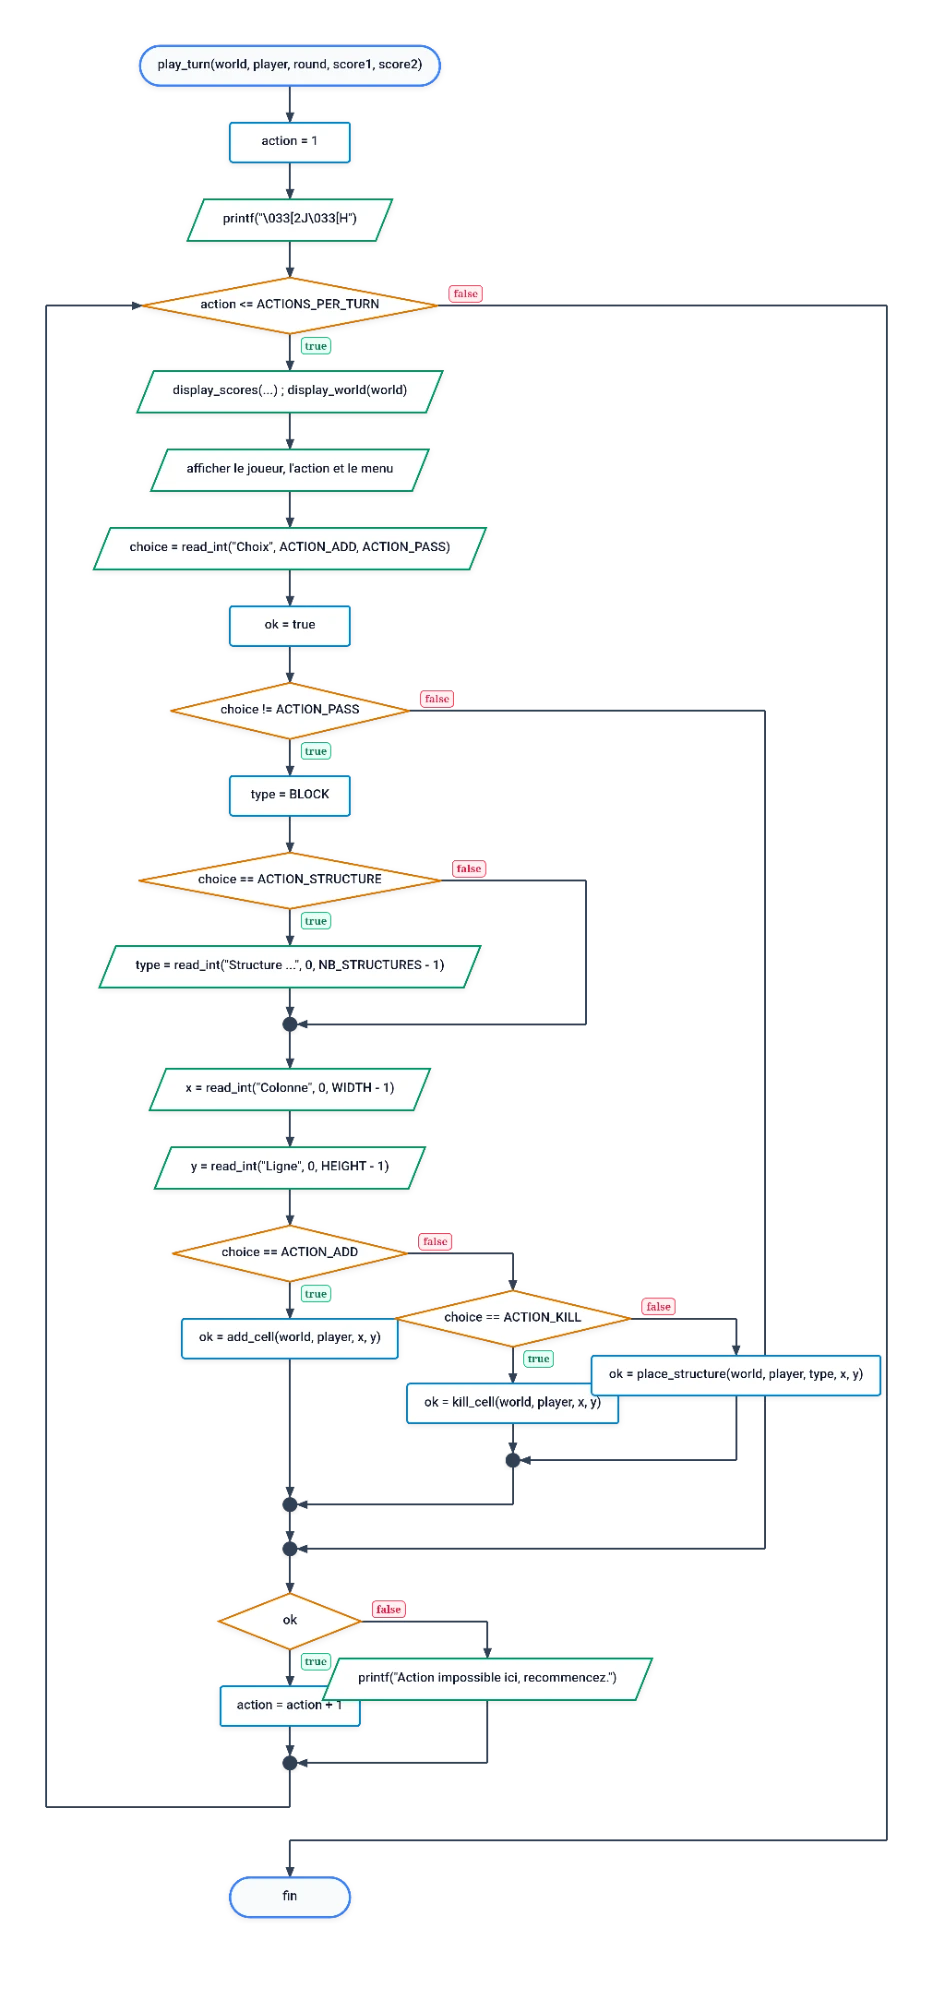 play_turn(world, player, round, score1, score2)
action = 1
printf("\033[2J\033[H")
action <= ACTIONS_PER_TURN
false
true
display_scores(...) ; display_world(world)
afficher le joueur, l'action et le menu
choice = read_int("Choix", ACTION_ADD, ACTION_PASS)
ok = true
choice != ACTION_PASS
false
true
type = BLOCK
choice == ACTION_STRUCTURE
false
true
type = read_int("Structure ...", 0, NB_STRUCTURES - 1)
x = read_int("Colonne", 0, WIDTH - 1)
y = read_int("Ligne", 0, HEIGHT - 1)
choice == ACTION_ADD
false
true
ok = add_cell(world, player, x, y)
choice == ACTION_KILL
false
true
ok = kill_cell(world, player, x, y)
ok = place_structure(world, player, type, x, y)
ok
false
true
action = action + 1
printf("Action impossible ici, recommencez.")
fin